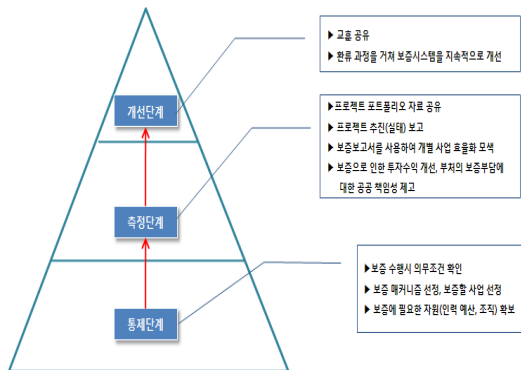 ▶ 교훈 공유
▶ 환류 과정을 거쳐 보증시스템을 지속적으로 개선
개선단계
▶프로젝트 포트폴리오 자료 공유
▶ 프로젝트 추진(실태) 보고
▶ 보증보고서를 사용하여 개별 사업 효율화 모색
▶ 보증으로 인한 투자수익 개선, 부처의 보증부담에
대한 공공 책임성 제고
측정단계
▶보증 수행시 의무조건 확인
▶ 보증 매커니즘 선정, 보증할 사업 선정
▶ 보증에 필요한 자원(인력 예산, 조직) 확보
통제단계